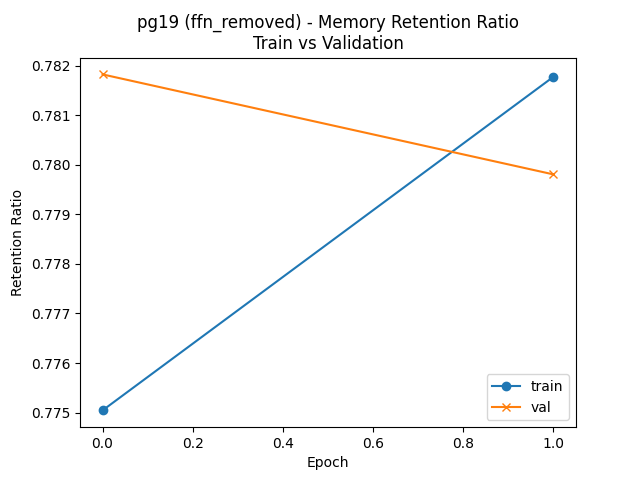 pg19 (ffn_removed) - Memory Retention Ratio
Train vs Validation
0.782
0.781
0.780
0.779
0.778
0.777
0.776
0.775
Retention Ratio
0.0
0.2
0.4
0.6
0.8
1.0
Epoch
train
val